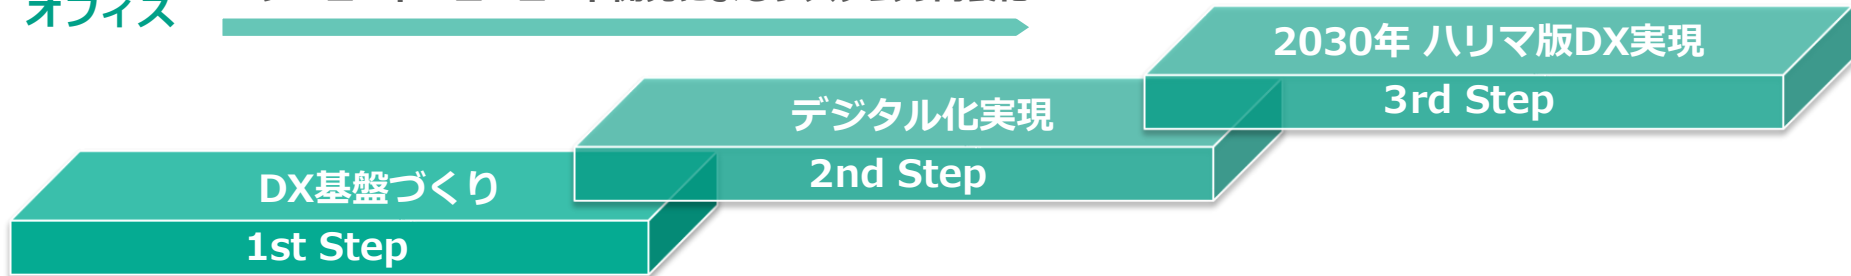 オフィス
2030年 ハリマ版DX実現
3rd Step
デジタル化実現
2nd Step
DX基盤づくり
1st Step